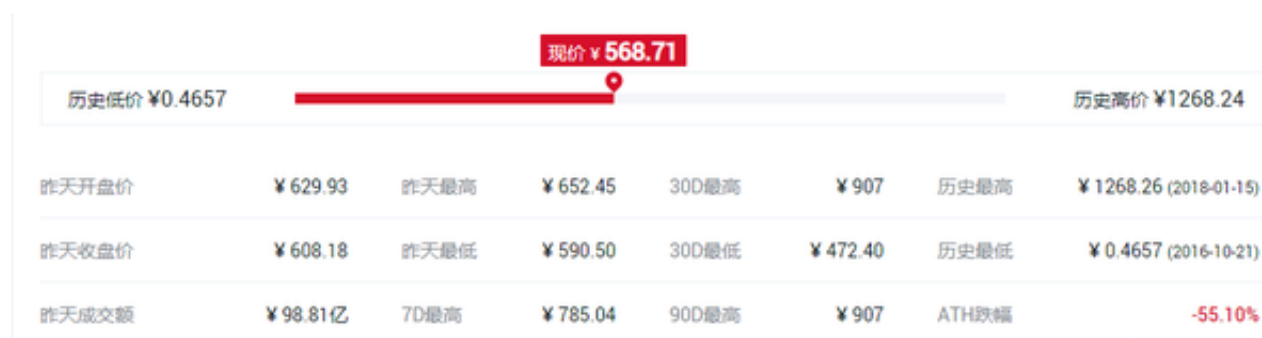 现价 ¥ 568.71
历史低价 ¥0.4657 历史高价 ¥1268.24
昨天开盘价 ¥ 629.93 昨天最高 ¥ 652.45 30D最高 ¥ 907 历史最高 ¥ 1268.26 (2018-01-15)
昨天收盘价 ¥ 608.18 昨天最低 ¥ 590.50 30D最低 ¥ 472.40 历史最低 ¥ 0.4657 (2016-10-21)
昨天成交额 ¥ 98.81亿 7D最高 ¥ 785.04 90D最高 ¥ 907 ATH跌幅 -55.10%